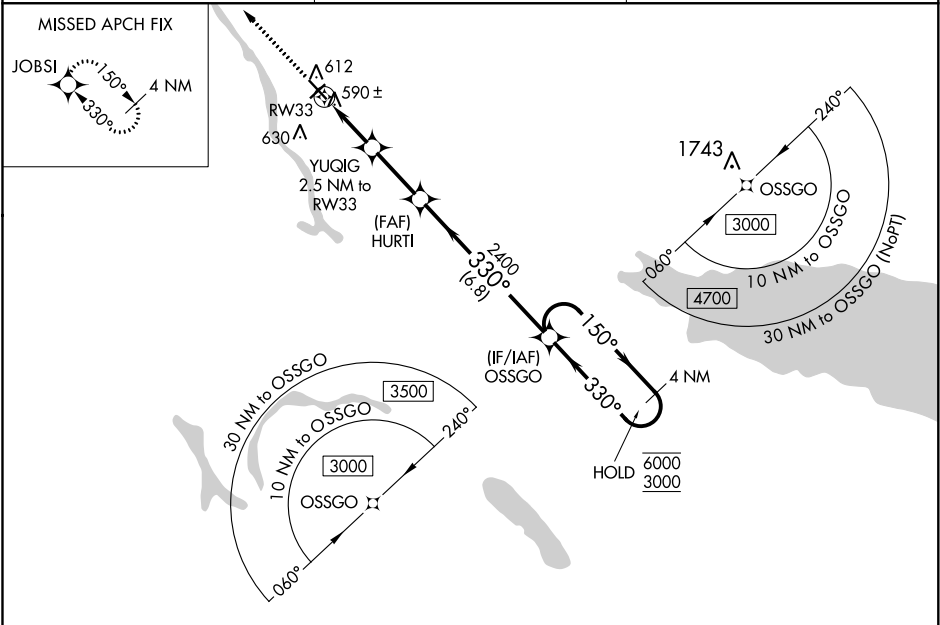 MISSED APCH FIX
JOBSI
150°
4 NM
330°
612
590 ±
RW33
630
YUQIG
2.5 NM to
RW33
(FAF)
HURTI
2400
330°
(6.8)
(IF/IAF)
OSSGO
150°
330°
4 NM
HOLD
6000
3000
1743
OSSGO
240°
060°
3000
10 NM to OSSGO
4700
30 NM to OSSGO (NoPT)
30 NM to OSSGO
3500
10 NM to OSSGO
240°
3000
OSSGO
060°